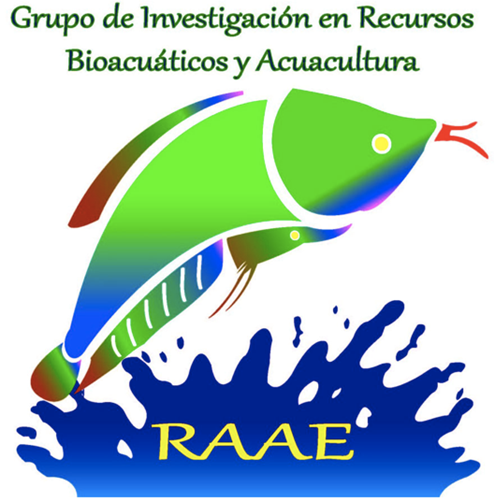 Grupo de Investigación en Recursos
Bioacuáticos y Acuacultura
RAAE